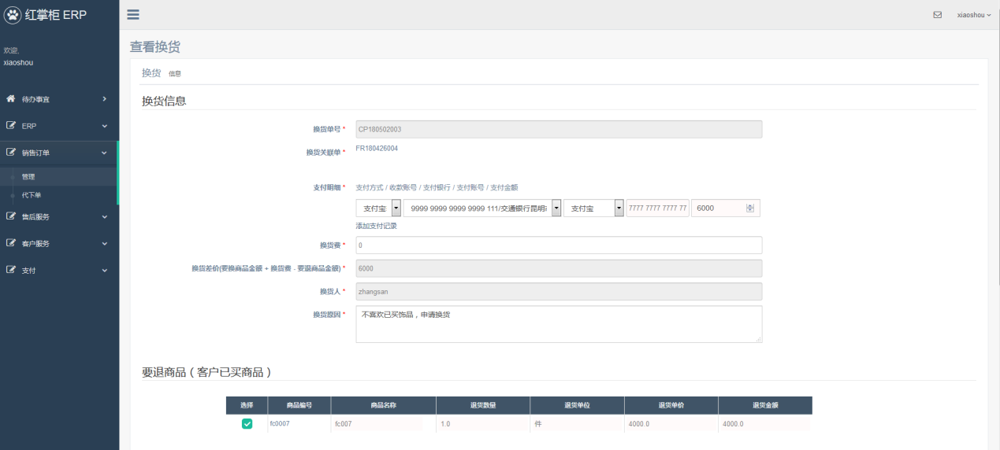 红掌柜 ERP
xiaoshou
欢迎,
xiaoshou
待办事宜
ERP
销售订单
管理
代下单
售后服务
客户服务
支付
查看换货
换货 信息
换货信息
换货单号 * CP180502003
换货关联单 * FR180426004
支付明细 * 支付方式 / 收款账号 / 支付银行 / 支付账号 / 支付金额
支付宝 9999 9999 9999 9999 111/交通银行昆明 支付宝 7777 7777 7777 77 6000
添加支付记录
换货费 * 0
换货差价(要换商品金额 + 换货费 - 要退商品金额) * 6000
换货人 * zhangsan
换货原因 * 不喜欢已买饰品，申请换货
要退商品（客户已买商品）
选择 商品编号 商品名称 退货数量 退货单位 退货单价 退货金额
fc0007 fc007 1.0 件 4000.0 4000.0